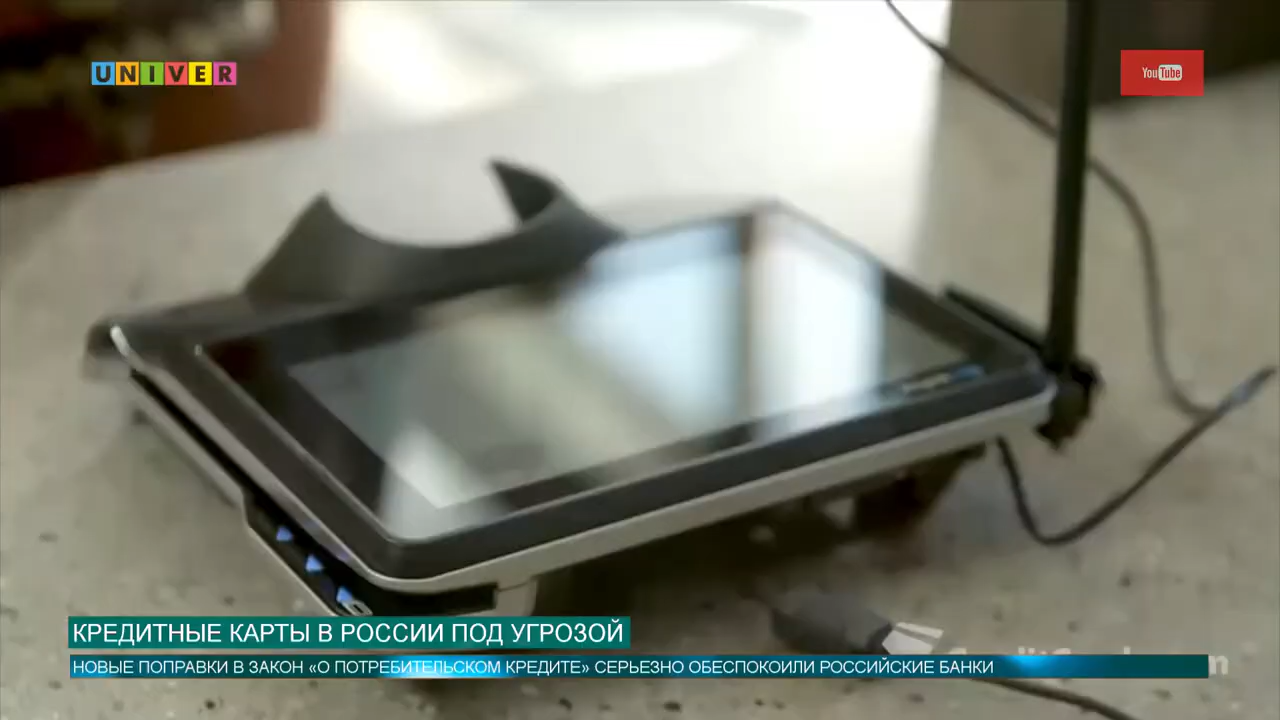 UNIVER
YouTube
КРЕДИТНЫЕ КАРТЫ В РОССИИ ПОД УГРОЗОЙ
НОВЫЕ ПОПРАВКИ В ЗАКОН «О ПОТРЕБИТЕЛЬСКОМ КРЕДИТЕ» СЕРЬЕЗНО ОБЕСПОКОИЛИ РОССИЙСКИЕ БАНКИ